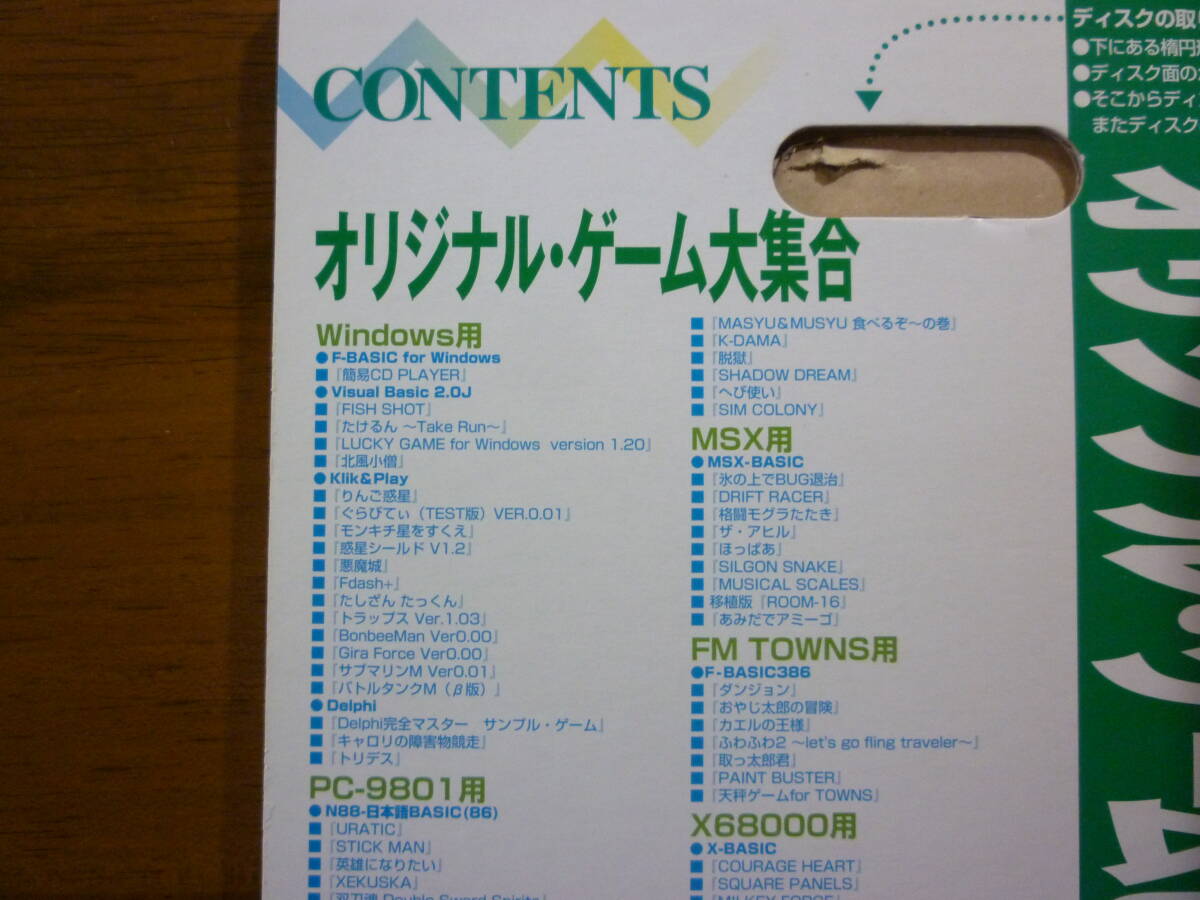 CONTENTS
オリジナル・ゲーム大集合
Windows用
●F-BASIC for Windows
■『簡易CD PLAYER』
●Visual Basic 2.0J
■『FISH SHOT』
■『たけるん ～Take Run～』
■『LUCKY GAME for Windows version 1.20』
■『北風小僧』
●Klik&Play
■『りんご惑星』
■『ぐらびてぃ（TEST版）VER.0.01』
■『モンキチ星をすくえ』
■『惑星シールド V1.2』
■『悪魔城』
■『Fdash+』
■『たしざん たっくん』
■『トラップス Ver.1.03』
■『BonbeeMan Ver0.00』
■『Gira Force Ver0.00』
■『サブマリンM Ver0.01』
■『バトルタンクM（β版）』
●Delphi
■『Delphi完全マスター　サンプル・ゲーム』
■『キャロリの障害物競走』
■『トリデス』
PC-9801用
●N88-日本語BASIC(86)
■『URATIC』
■『STICK MAN』
■『英雄になりたい』
■『XEKUSKA』
■『双刀魂 Double Sword Spirits』
■『MASYU&MUSYU 食べるぞ～の巻』
■『K-DAMA』
■『脱獄』
■『SHADOW DREAM』
■『へび使い』
■『SIM COLONY』
MSX用
●MSX-BASIC
■『氷の上でBUG退治』
■『DRIFT RACER』
■『格闘モグラたたき』
■『ザ・アヒル』
■『ほっぱあ』
■『SILGON SNAKE』
■『MUSICAL SCALES』
■移植版『ROOM-16』
■『あみだでアミーゴ』
FM TOWNS用
●F-BASIC386
■『ダンジョン』
■『おやじ太郎の冒険』
■『カエルの王様』
■『ふわふわ2 ～let's go fling traveler～』
■『取っ太郎君』
■『PAINT BUSTER』
■『天秤ゲームfor TOWNS』
X68000用
●X-BASIC
■『COURAGE HEART』
■『SQUARE PANELS』
■『MILKEY FORCE』
ディスクの取
●下にある楕円
●ディスク面の
●そこからディ
またディスク